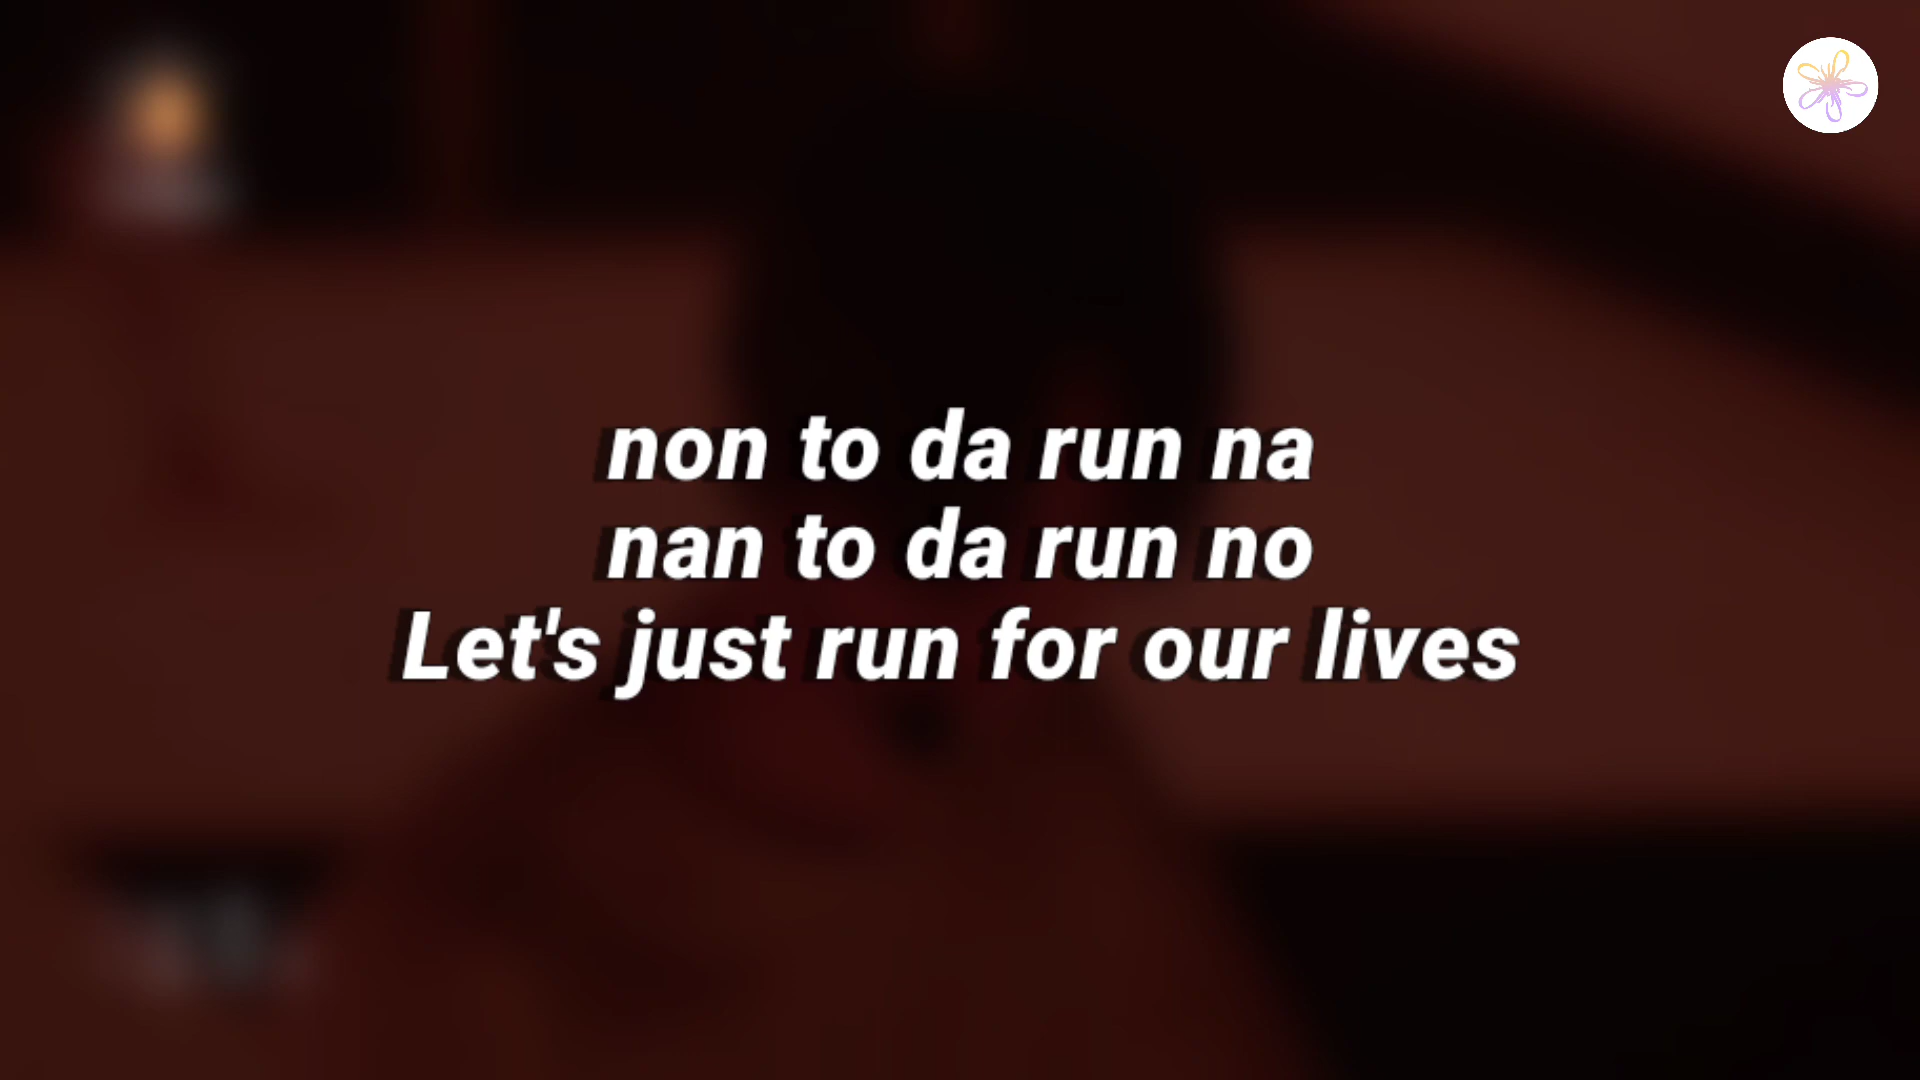 non to da run na
nan to da run no
Let's just run for our lives